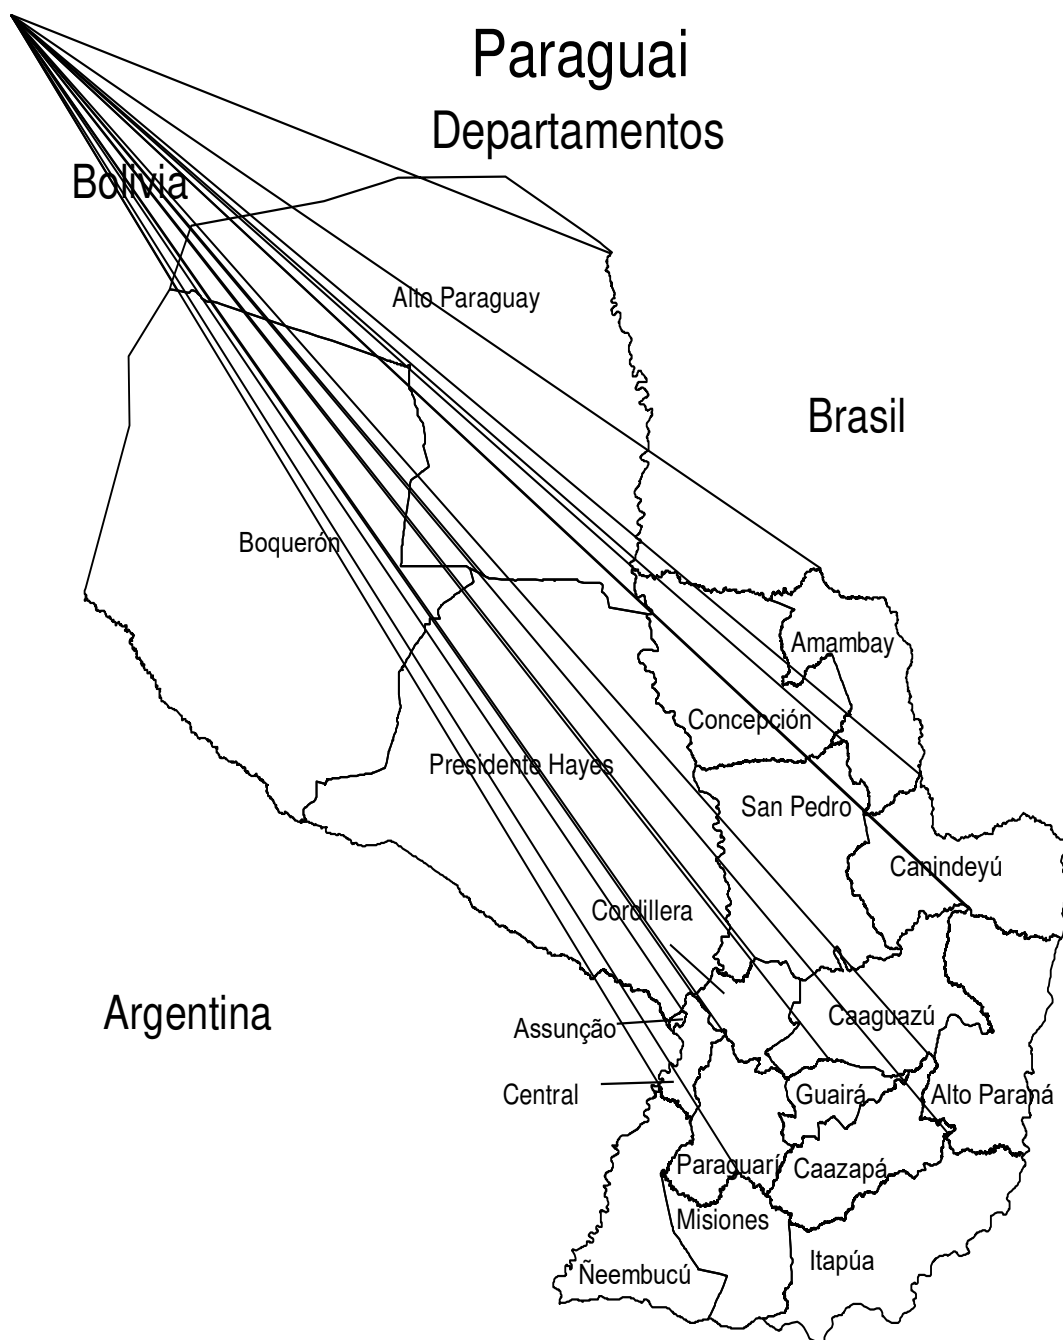 Paraguai
Departamentos
Bolivia
Alto Paraguay
Brasil
Boquerón
Amambay
Concepción
Presidente Hayes
San Pedro
Canindeyú
Cordillera
Argentina
Assunção
Caaguazú
Central
Guairá
Alto Paraná
Paraguarí
Caazapá
Misiones
Itapúa
Ñeembucú